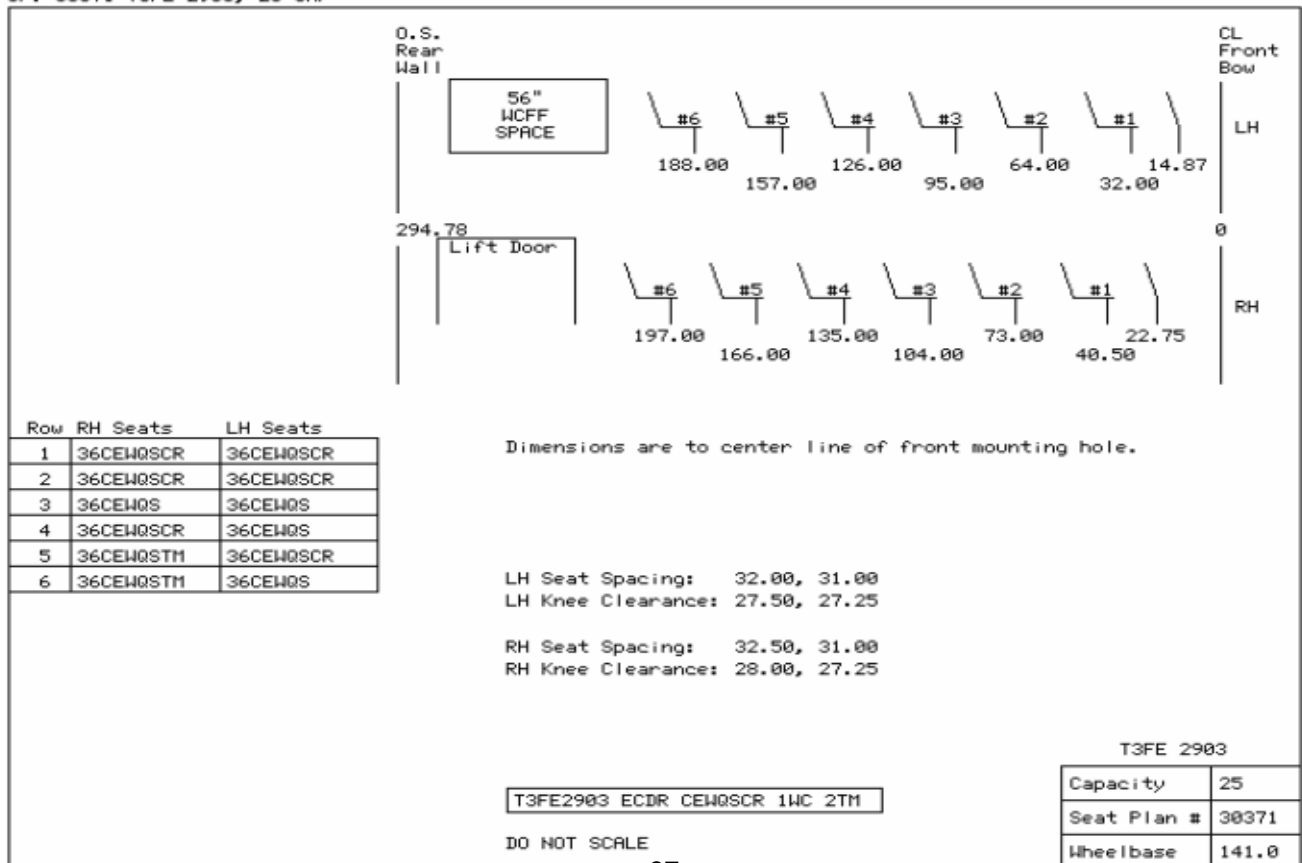 O.S.
Rear
Wall
CL
Front
Bow
56"
WCFF
SPACE
#6 #5 #4 #3 #2 #1
LH
188.00 126.00 64.00 14.87
157.00 95.00 32.00
294.78 0
Lift Door
#6 #5 #4 #3 #2 #1
RH
197.00 135.00 73.00 22.75
166.00 104.00 40.50
Row RH Seats LH Seats
1 36CEWQSCR 36CEWQSCR
2 36CEWQSCR 36CEWQSCR
3 36CEWQS 36CEWQS
4 36CEWQSCR 36CEWQS
5 36CEWQSTM 36CEWQSCR
6 36CEWQSTM 36CEWQS
Dimensions are to center line of front mounting hole.
LH Seat Spacing: 32.00, 31.00
LH Knee Clearance: 27.50, 27.25
RH Seat Spacing: 32.50, 31.00
RH Knee Clearance: 28.00, 27.25
T3FE2903 ECDR CEWQSCR 1WC 2TM
DO NOT SCALE
T3FE 2903
Capacity 25
Seat Plan # 30371
Wheelbase 141.0